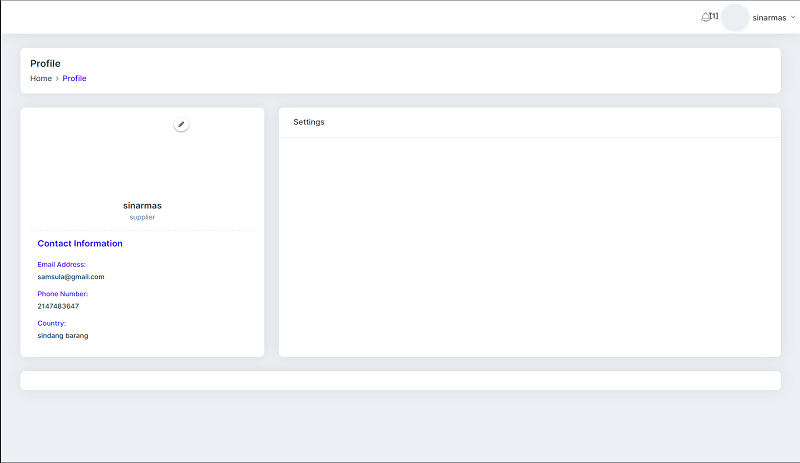 [1] sinarmas
Profile
Home > Profile
Settings
sinarmas
supplier
Contact Information
Email Address:
samsula@gmail.com
Phone Number:
2147483647
Country:
sindang barang